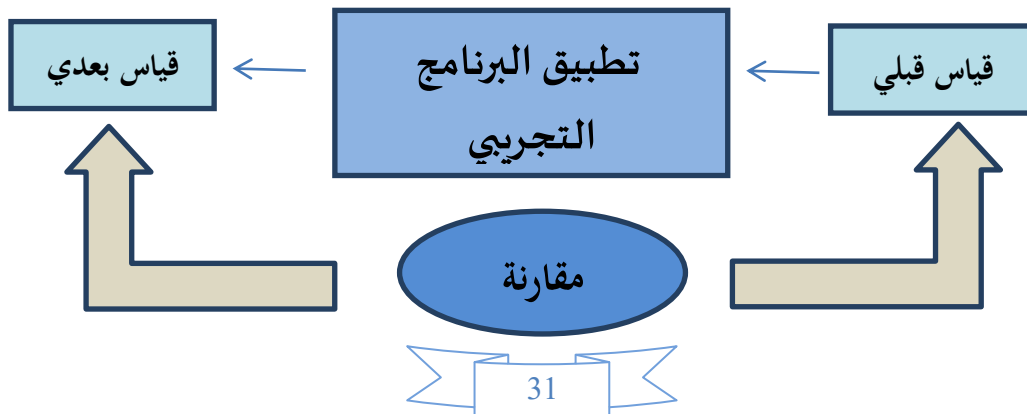 قياس قبلي
تطبيق البرنامج
التجريبي
قياس بعدي
مقارنة
31